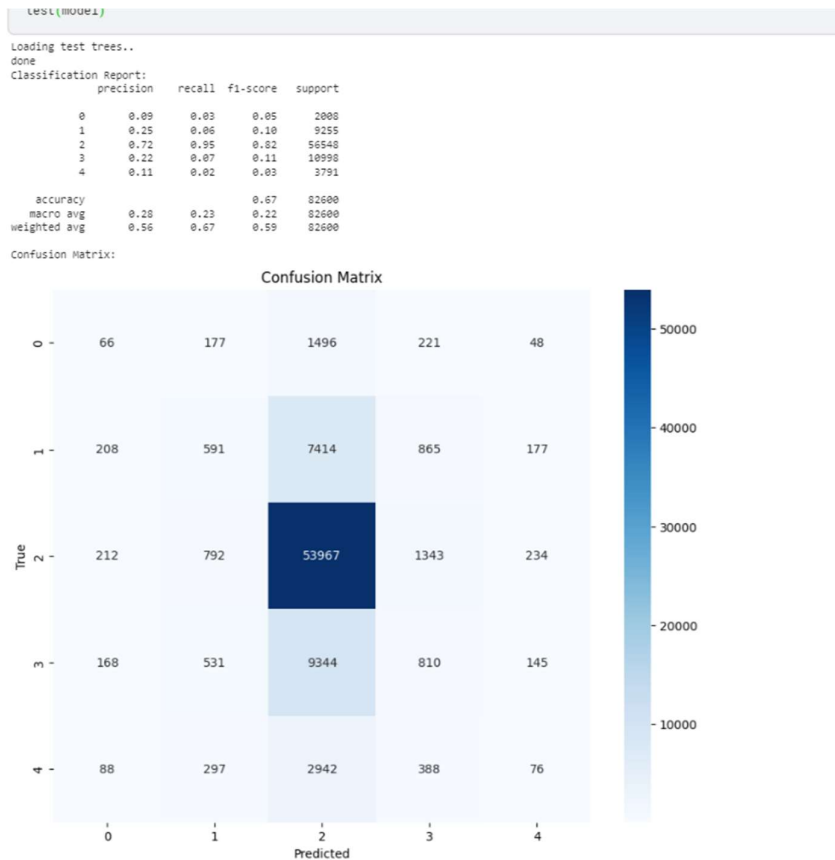 test(model)
Loading test trees..
done
Classification Report:
precision recall f1-score support
0 0.09 0.03 0.05 2008
1 0.25 0.06 0.10 9255
2 0.72 0.95 0.82 56548
3 0.22 0.07 0.11 10998
4 0.11 0.02 0.03 3791
accuracy 0.67 82600
macro avg 0.28 0.23 0.22 82600
weighted avg 0.56 0.67 0.59 82600
Confusion Matrix:
Confusion Matrix
0 66 177 1496 221 48
1 208 591 7414 865 177
2 212 792 53967 1343 234
3 168 531 9344 810 145
4 88 297 2942 388 76
0 1 2 3 4
True
Predicted
50000
40000
30000
20000
10000